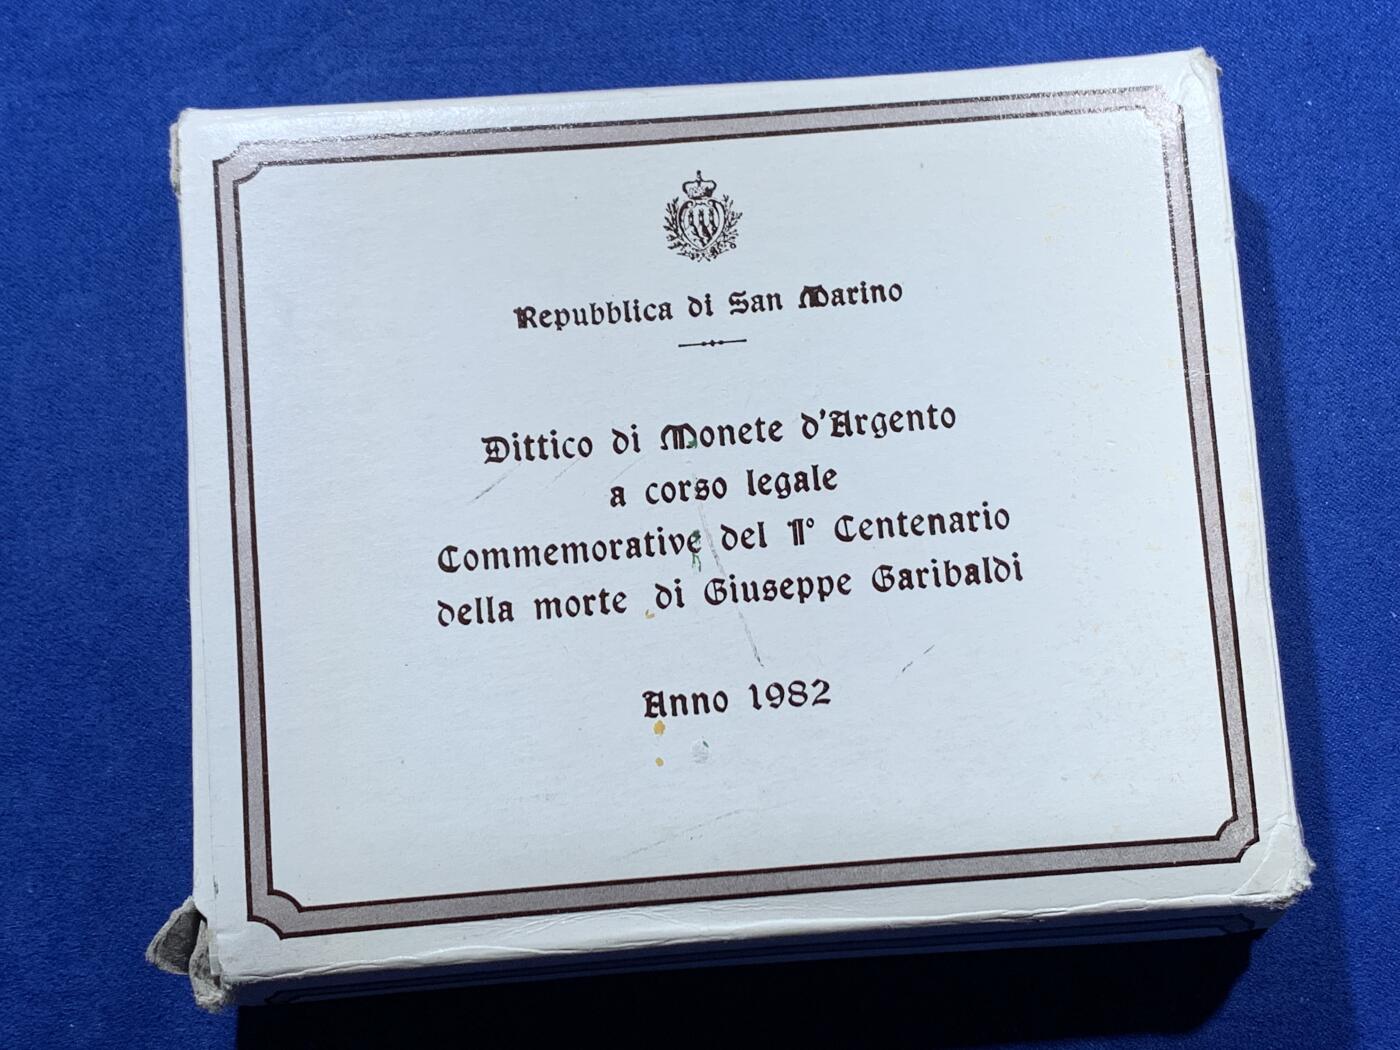 Repubblica di San Marino
Dittico di Monete d'Argento
a corso legale
Commemorative del 1° Centenario
della morte di Giuseppe Garibaldi
Anno 1982